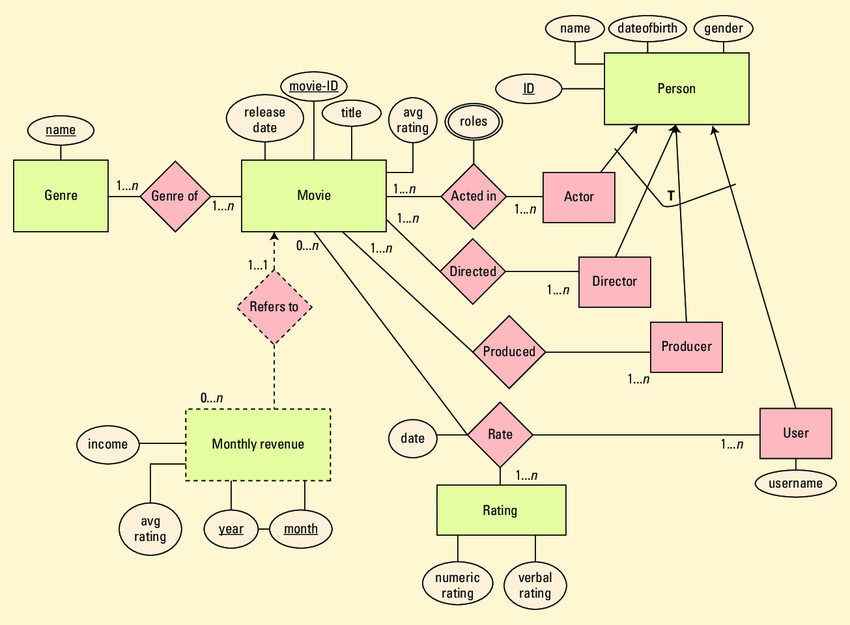 name
dateofbirth
gender
ID
Person
movie-ID
release
date
title
avg
rating
roles
name
Genre
1...n
Genre of
1...n
Movie
1...n
Acted in
1...n
Actor
T
1...n
Directed
1...n
Director
0...n
1...n
1...1
Refers to
Produced
1...n
Producer
0...n
income
Monthly revenue
avg
rating
year
month
date
Rate
1...n
User
username
1...n
Rating
numeric
rating
verbal
rating